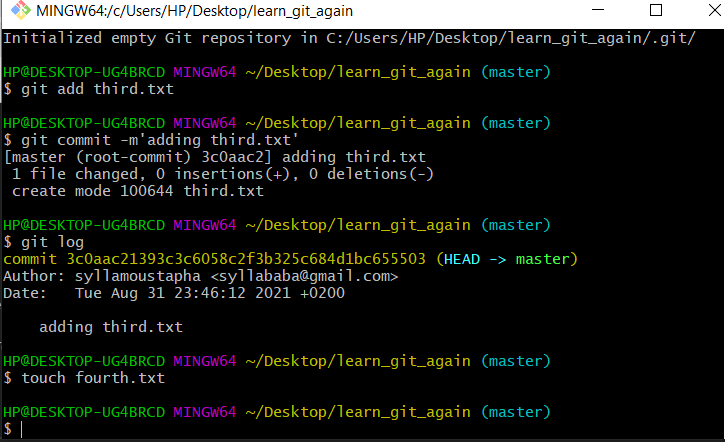 MINGW64:/c/Users/HP/Desktop/learn_git_again
Initialized empty Git repository in C:/Users/HP/Desktop/learn_git_again/.git/
HP@DESKTOP-UG4BRCD MINGW64 ~/Desktop/learn_git_again (master)
$ git add third.txt
HP@DESKTOP-UG4BRCD MINGW64 ~/Desktop/learn_git_again (master)
$ git commit -m'adding third.txt'
[master (root-commit) 3c0aac2] adding third.txt
 1 file changed, 0 insertions(+), 0 deletions(-)
 create mode 100644 third.txt
HP@DESKTOP-UG4BRCD MINGW64 ~/Desktop/learn_git_again (master)
$ git log
commit 3c0aac21393c3c6058c2f3b325c684d1bc655503 (HEAD -> master)
Author: syllamoustapha <syllababa@gmail.com>
Date:   Tue Aug 31 23:46:12 2021 +0200
    adding third.txt
HP@DESKTOP-UG4BRCD MINGW64 ~/Desktop/learn_git_again (master)
$ touch fourth.txt
HP@DESKTOP-UG4BRCD MINGW64 ~/Desktop/learn_git_again (master)
$